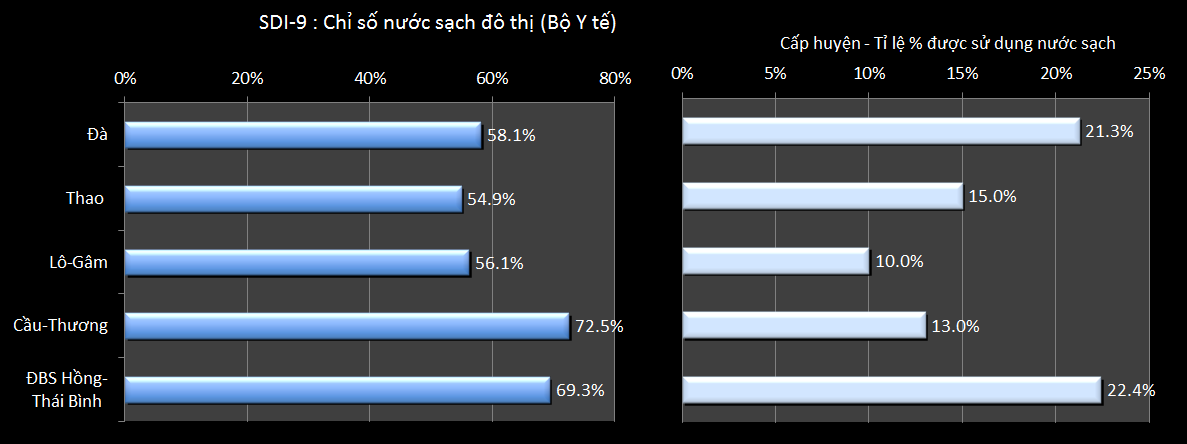 SDI-9 : Chỉ số nước sạch đô thị (Bộ Y tế)
0% 20% 40% 60% 80%
Đà 58.1%
Thao 54.9%
Lô-Gâm 56.1%
Cầu-Thương 72.5%
ĐBS Hồng-
Thái Bình 69.3%
Cấp huyện - Tỉ lệ % được sử dụng nước sạch
0% 5% 10% 15% 20% 25%
21.3%
15.0%
10.0%
13.0%
22.4%